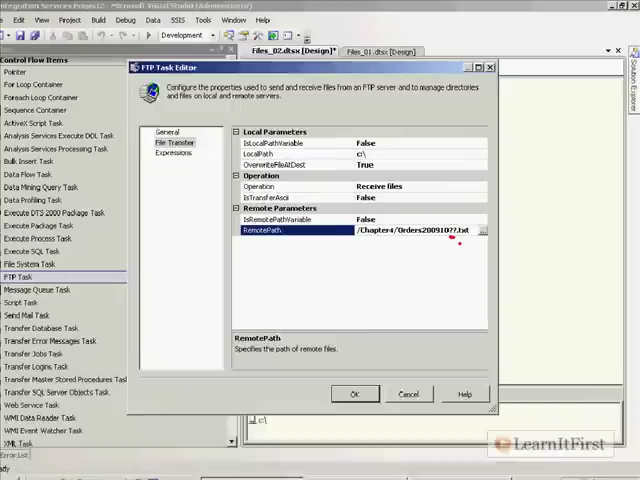 Integration Services Project2 - Microsoft Visual Studio (Administrator)
Edit View Project Build Debug Data SSIS Tools Window Help
Development
Control Flow Items
Files_02.dtsx [Design]*
Files_01.dtsx [Design]
Solution Explorer
Pointer
For Loop Container
Foreach Loop Container
Sequence Container
ActiveX Script Task
Analysis Services Execute DDL Task
Analysis Services Processing Task
Bulk Insert Task
Data Flow Task
Data Mining Query Task
Data Profiling Task
Execute DTS 2000 Package Task
Execute Package Task
Execute Process Task
Execute SQL Task
File System Task
FTP Task
Message Queue Task
Script Task
Send Mail Task
Transfer Database Task
Transfer Error Messages Task
Transfer Jobs Task
Transfer Logins Task
Transfer Master Stored Procedures Task
Transfer SQL Server Objects Task
Web Service Task
WMI Data Reader Task
WMI Event Watcher Task
XML Task
Error List
FTP Task Editor
Configure the properties used to send and receive files from an FTP server and to manage directories
and files on local and remote servers.
General
File Transfer
Expressions
Local Parameters
IsLocalPathVariable False
LocalPath c:\
OverwriteFileAtDest True
Operation
Operation Receive files
IsTransferAscii False
Remote Parameters
IsRemotePathVariable False
RemotePath /Chapter4/Orders200910??.txt
...
RemotePath
Specifies the path of remote files.
OK Cancel Help
c:\
LearnItFirst